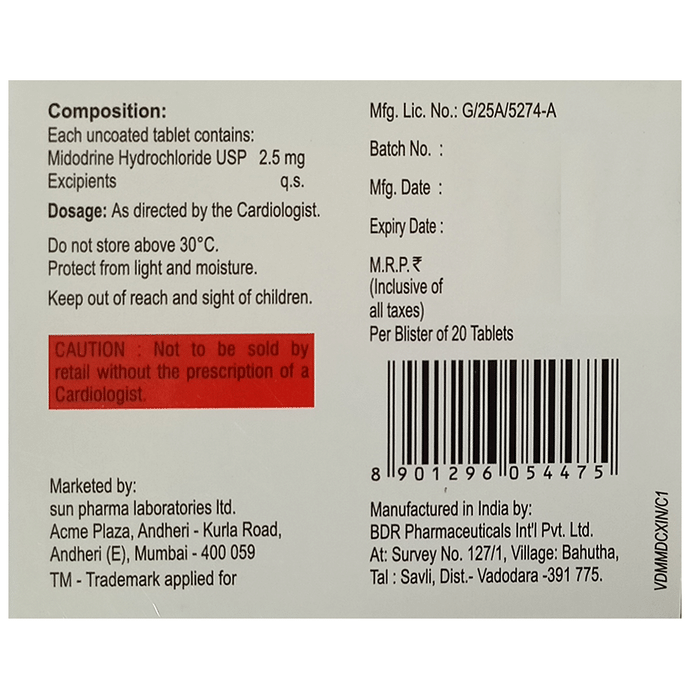 Composition:
Each uncoated tablet contains:
Midodrine Hydrochloride USP 2.5 mg
Excipients q.s.
Dosage: As directed by the Cardiologist.
Do not store above 30°C.
Protect from light and moisture.
Keep out of reach and sight of children.
CAUTION : Not to be sold by
retail without the prescription of a
Cardiologist.
Marketed by:
sun pharma laboratories ltd.
Acme Plaza, Andheri - Kurla Road,
Andheri (E), Mumbai - 400 059
TM - Trademark applied for
Mfg. Lic. No.: G/25A/5274-A
Batch No. :
Mfg. Date :
Expiry Date :
M.R.P. ₹
(Inclusive of
all taxes)
Per Blister of 20 Tablets
8 901296 054475
Manufactured in India by:
BDR Pharmaceuticals Int'l Pvt. Ltd.
At: Survey No. 127/1, Village: Bahutha,
Tal : Savli, Dist.- Vadodara -391 775.
VDMMDCXIN/C1